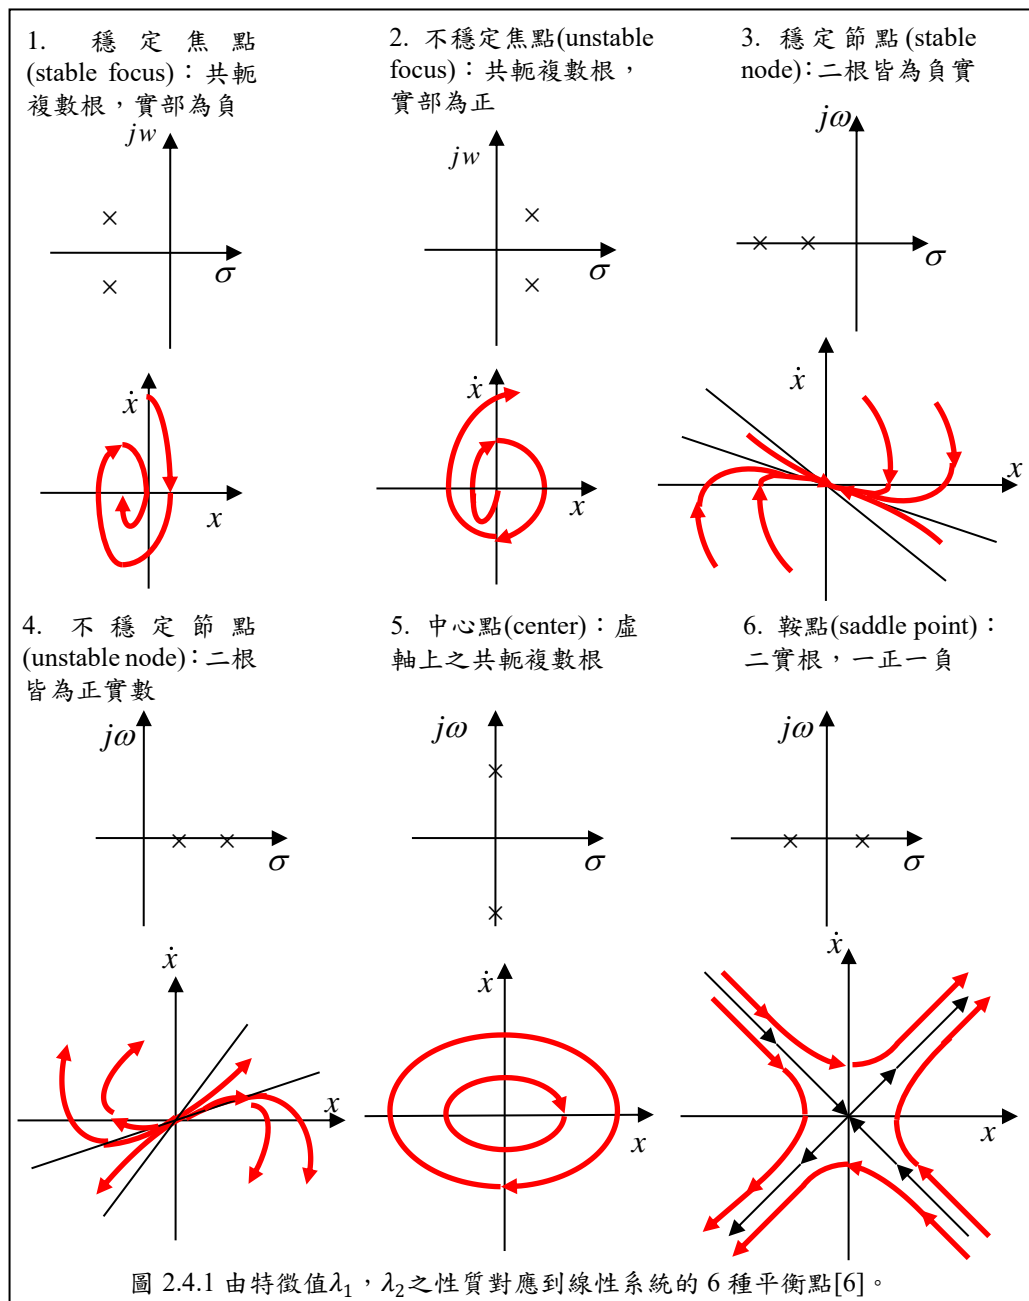 1. 穩定焦點
(stable focus)：共軛
複數根，實部為負
jw
σ
ẋ
x
2. 不穩定焦點(unstable
focus)：共軛複數根，
實部為正
jw
σ
ẋ
x
3. 穩定節點(stable
node)：二根皆為負實
jω
σ
ẋ
x
4. 不穩定節點
(unstable node)：二根
皆為正實數
jω
σ
ẋ
x
5. 中心點(center)：虛
軸上之共軛複數根
jω
σ
ẋ
x
6. 鞍點(saddle point)：
二實根，一正一負
jω
σ
ẋ
x
圖 2.4.1 由特徵值λ₁，λ₂之性質對應到線性系統的 6 種平衡點[6]。